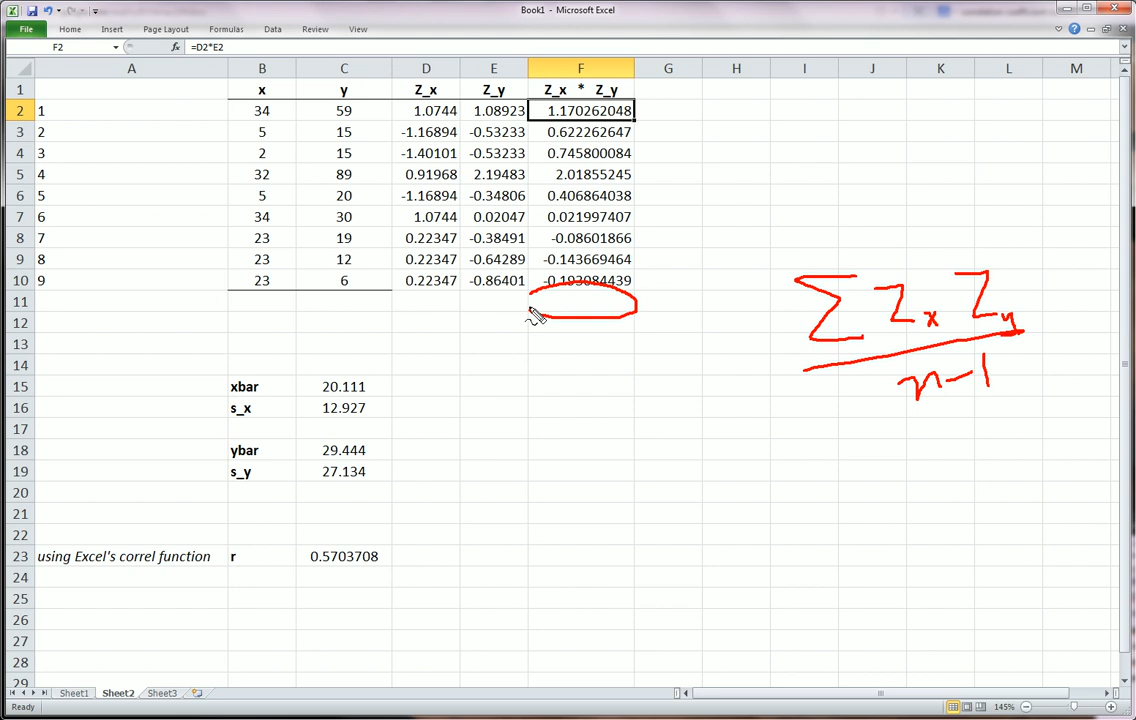 Book1 - Microsoft Excel
File Home Insert Page Layout Formulas Data Review View
F2 fx =D2*E2
A B C D E F G H I J K L M
1 x y Z_x Z_y Z_x * Z_y
2 1 34 59 1.0744 1.08923 1.170262048
3 2 5 15 -1.16894 -0.53233 0.622262647
4 3 2 15 -1.40101 -0.53233 0.745800084
5 4 32 89 0.91968 2.19483 2.01855245
6 5 5 20 -1.16894 -0.34806 0.406864038
7 6 34 30 1.0744 0.02047 0.021997407
8 7 23 19 0.22347 -0.38491 -0.08601866
9 8 23 12 0.22347 -0.64289 -0.143669464
10 9 23 6 0.22347 -0.86401 -0.193084439
11
12
13
14
15 xbar 20.111
16 s_x 12.927
17
18 ybar 29.444
19 s_y 27.134
20
21
22
23 using Excel's correl function r 0.5703708
24
25
26
27
28
29
∑ Z x Z y
n-1
Sheet1 Sheet2 Sheet3
Ready 145%